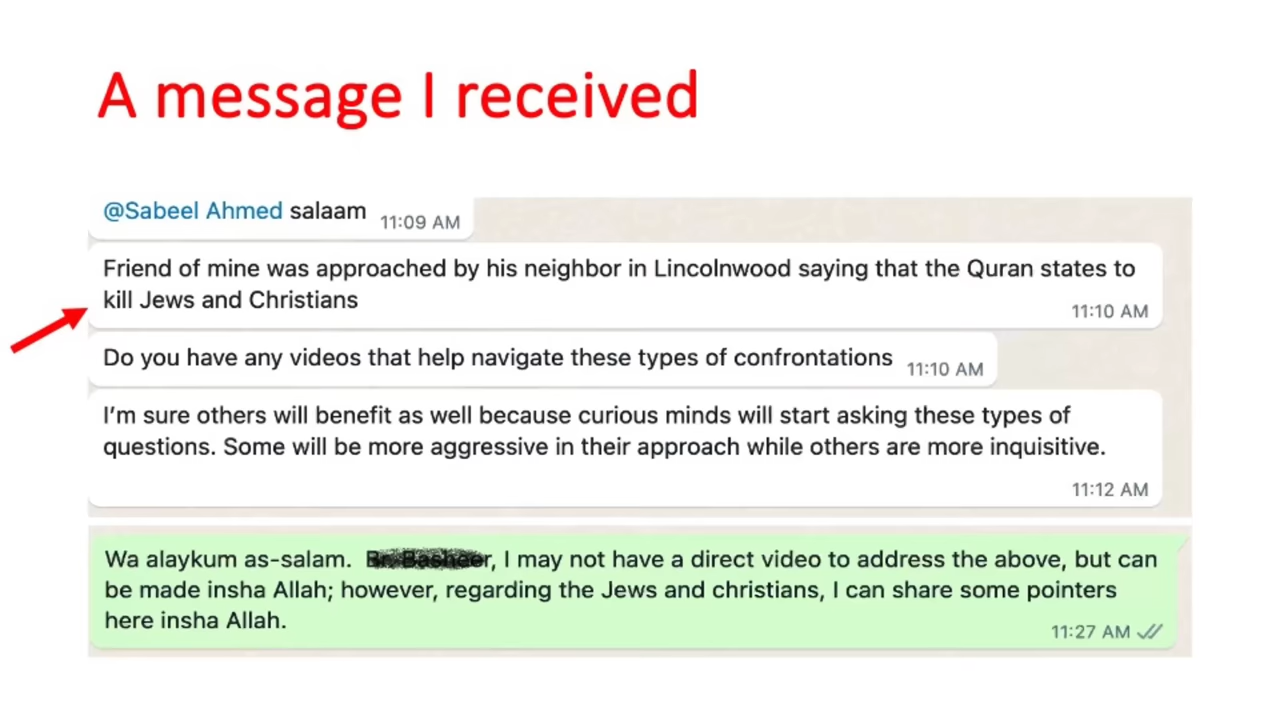 A message I received
@Sabeel Ahmed salaam 11:09 AM
Friend of mine was approached by his neighbor in Lincolnwood saying that the Quran states to
kill Jews and Christians 11:10 AM
Do you have any videos that help navigate these types of confrontations 11:10 AM
I’m sure others will benefit as well because curious minds will start asking these types of
questions. Some will be more aggressive in their approach while others are more inquisitive.
11:12 AM
Wa alaykum as-salam. , I may not have a direct video to address the above, but can
be made insha Allah; however, regarding the Jews and christians, I can share some pointers
here insha Allah.
11:27 AM